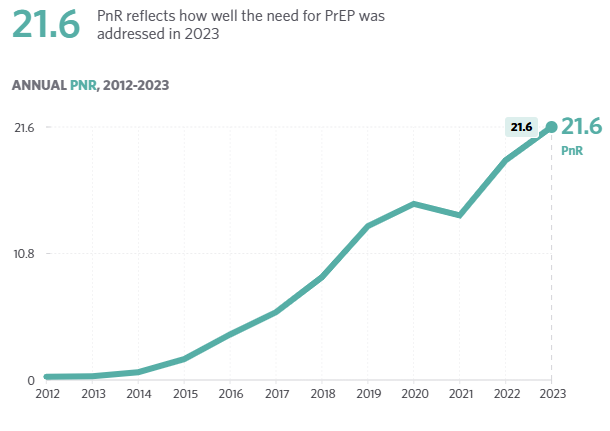 21.6
PnR reflects how well the need for PrEP was
addressed in 2023
ANNUAL PNR, 2012-2023
21.6
21.6
21.6
PnR
10.8
0
2012 2013 2014 2015 2016 2017 2018 2019 2020 2021 2022 2023